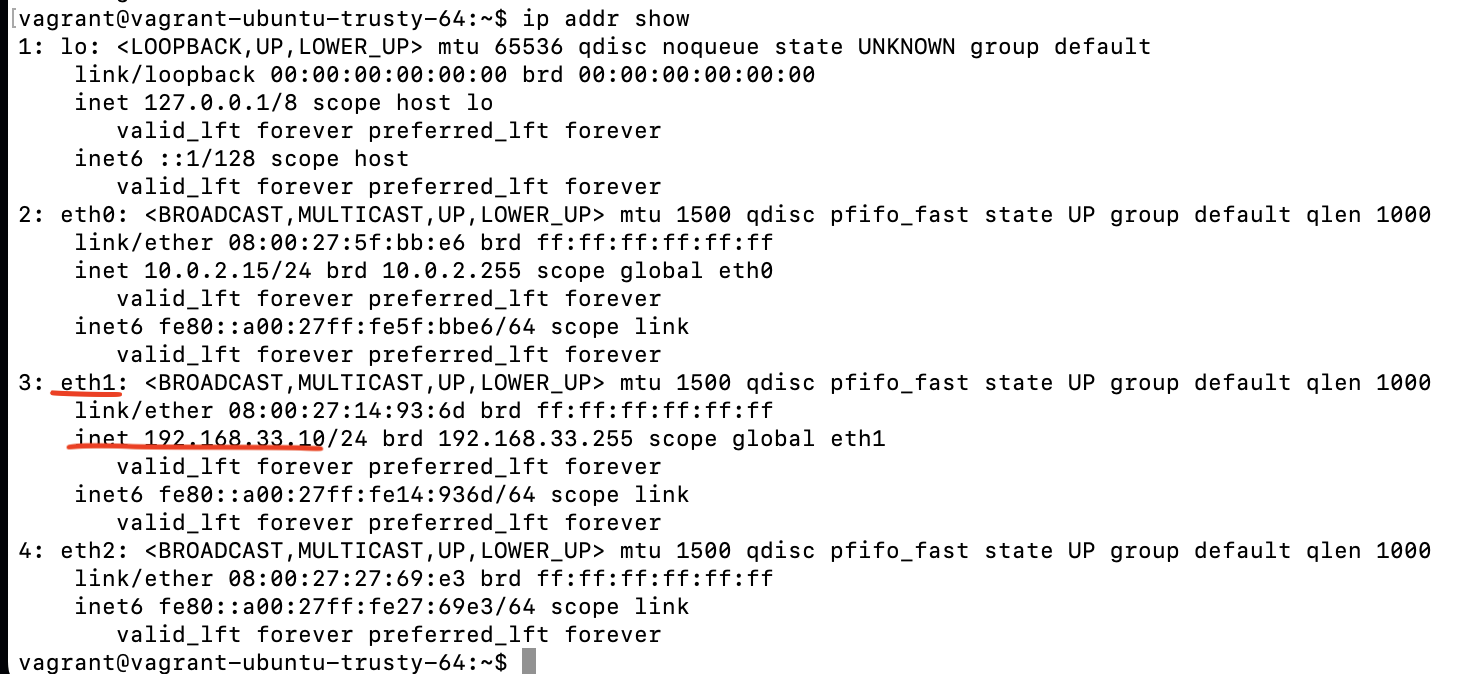 [vagrant@vagrant-ubuntu-trusty-64:~$ ip addr show
1: lo: <LOOPBACK,UP,LOWER_UP> mtu 65536 qdisc noqueue state UNKNOWN group default
link/loopback 00:00:00:00:00:00 brd 00:00:00:00:00:00
inet 127.0.0.1/8 scope host lo
valid_lft forever preferred_lft forever
inet6 ::1/128 scope host
valid_lft forever preferred_lft forever
2: eth0: <BROADCAST,MULTICAST,UP,LOWER_UP> mtu 1500 qdisc pfifo_fast state UP group default qlen 1000
link/ether 08:00:27:5f:bb:e6 brd ff:ff:ff:ff:ff:ff
inet 10.0.2.15/24 brd 10.0.2.255 scope global eth0
valid_lft forever preferred_lft forever
inet6 fe80::a00:27ff:fe5f:bbe6/64 scope link
valid_lft forever preferred_lft forever
3: eth1: <BROADCAST,MULTICAST,UP,LOWER_UP> mtu 1500 qdisc pfifo_fast state UP group default qlen 1000
link/ether 08:00:27:14:93:6d brd ff:ff:ff:ff:ff:ff
inet 192.168.33.10/24 brd 192.168.33.255 scope global eth1
valid_lft forever preferred_lft forever
inet6 fe80::a00:27ff:fe14:936d/64 scope link
valid_lft forever preferred_lft forever
4: eth2: <BROADCAST,MULTICAST,UP,LOWER_UP> mtu 1500 qdisc pfifo_fast state UP group default qlen 1000
link/ether 08:00:27:27:69:e3 brd ff:ff:ff:ff:ff:ff
inet6 fe80::a00:27ff:fe27:69e3/64 scope link
valid_lft forever preferred_lft forever
vagrant@vagrant-ubuntu-trusty-64:~$